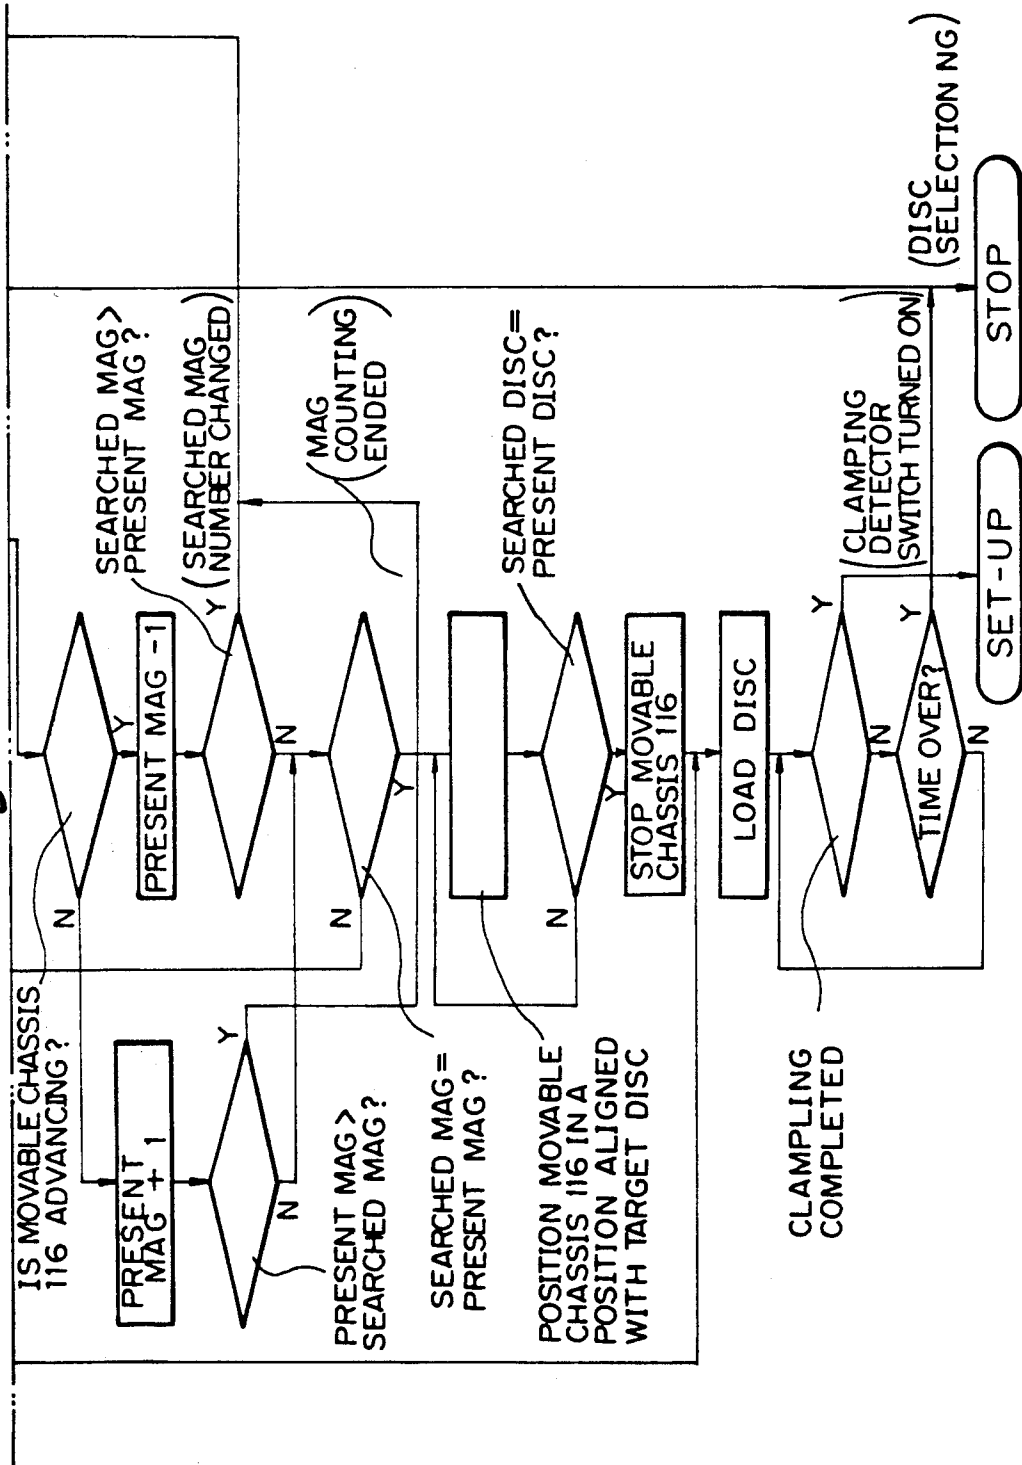 IS MOVABLE CHASSIS
116 ADVANCING?
N
Y
PRESENT
MAG + 1
PRESENT MAG -1
SEARCHED MAG>
PRESENT MAG?
Y
N
(SEARCHED MAG
NUMBER CHANGED)
Y
N
PRESENT MAG>
SEARCHED MAG?
(MAG
COUNTING
ENDED)
N
Y
SEARCHED MAG=
PRESENT MAG?
POSITION MOVABLE
CHASSIS 116 IN A
POSITION ALIGNED
WITH TARGET DISC
SEARCHED DISC=
PRESENT DISC?
N
Y
STOP MOVABLE
CHASSIS 116
LOAD DISC
CLAMPLING
COMPLETED
Y
N
(CLAMPING
DETECTOR
SWITCH TURNED ON)
TIME OVER?
Y
N
(DISC
SELECTION NG)
SET-UP
STOP